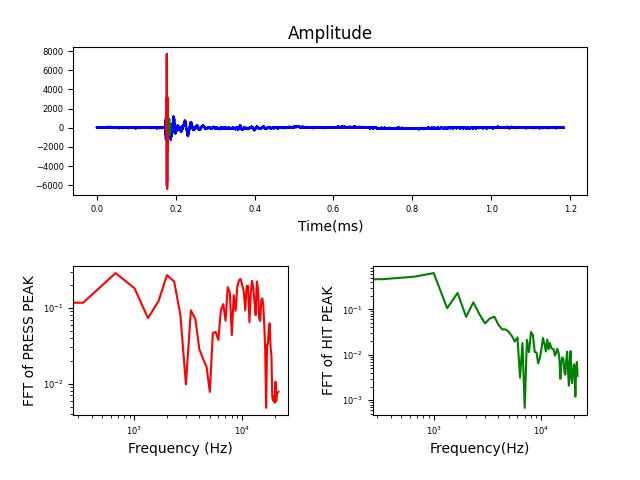 Amplitude
8000
6000
4000
2000
0
−2000
−4000
−6000
0.0 0.2 0.4 0.6 0.8 1.0 1.2
Time(ms)
FFT of PRESS PEAK
10⁻¹
10⁻²
10³ 10⁴
Frequency (Hz)
FFT of HIT PEAK
10⁻¹
10⁻²
10⁻³
10³ 10⁴
Frequency(Hz)